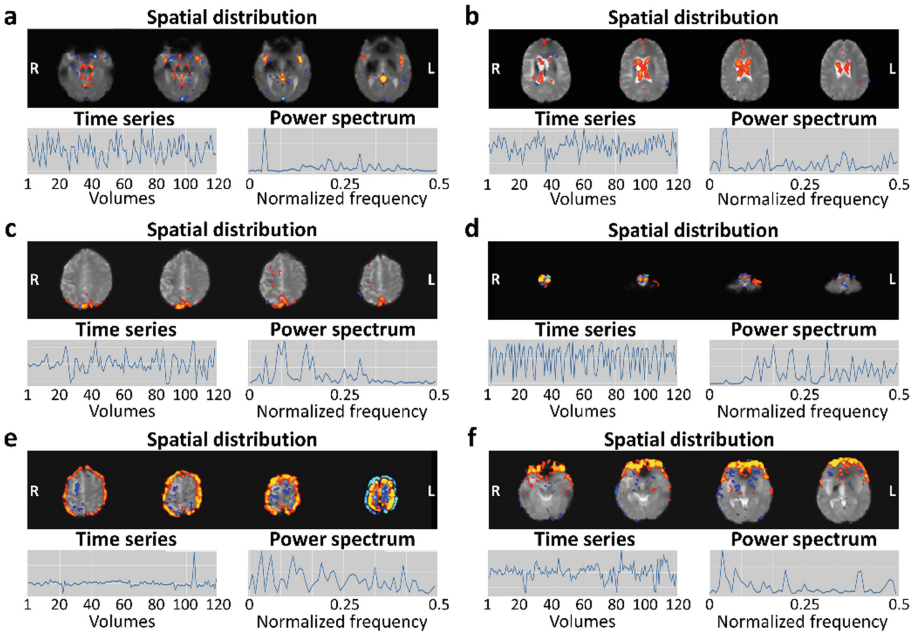 a
Spatial distribution
R
L
Time series
Power spectrum
1 20 40 60 80 100 120
0 0.25 0.5
Volumes
Normalized frequency
b
Spatial distribution
R
L
Time series
Power spectrum
1 20 40 60 80 100 120
0 0.25 0.5
Volumes
Normalized frequency
c
Spatial distribution
R
L
Time series
Power spectrum
1 20 40 60 80 100 120
0 0.25 0.5
Volumes
Normalized frequency
d
Spatial distribution
R
L
Time series
Power spectrum
1 20 40 60 80 100 120
0 0.25 0.5
Volumes
Normalized frequency
e
Spatial distribution
R
L
Time series
Power spectrum
1 20 40 60 80 100 120
0 0.25 0.5
Volumes
Normalized frequency
f
Spatial distribution
R
L
Time series
Power spectrum
1 20 40 60 80 100 120
0 0.25 0.5
Volumes
Normalized frequency